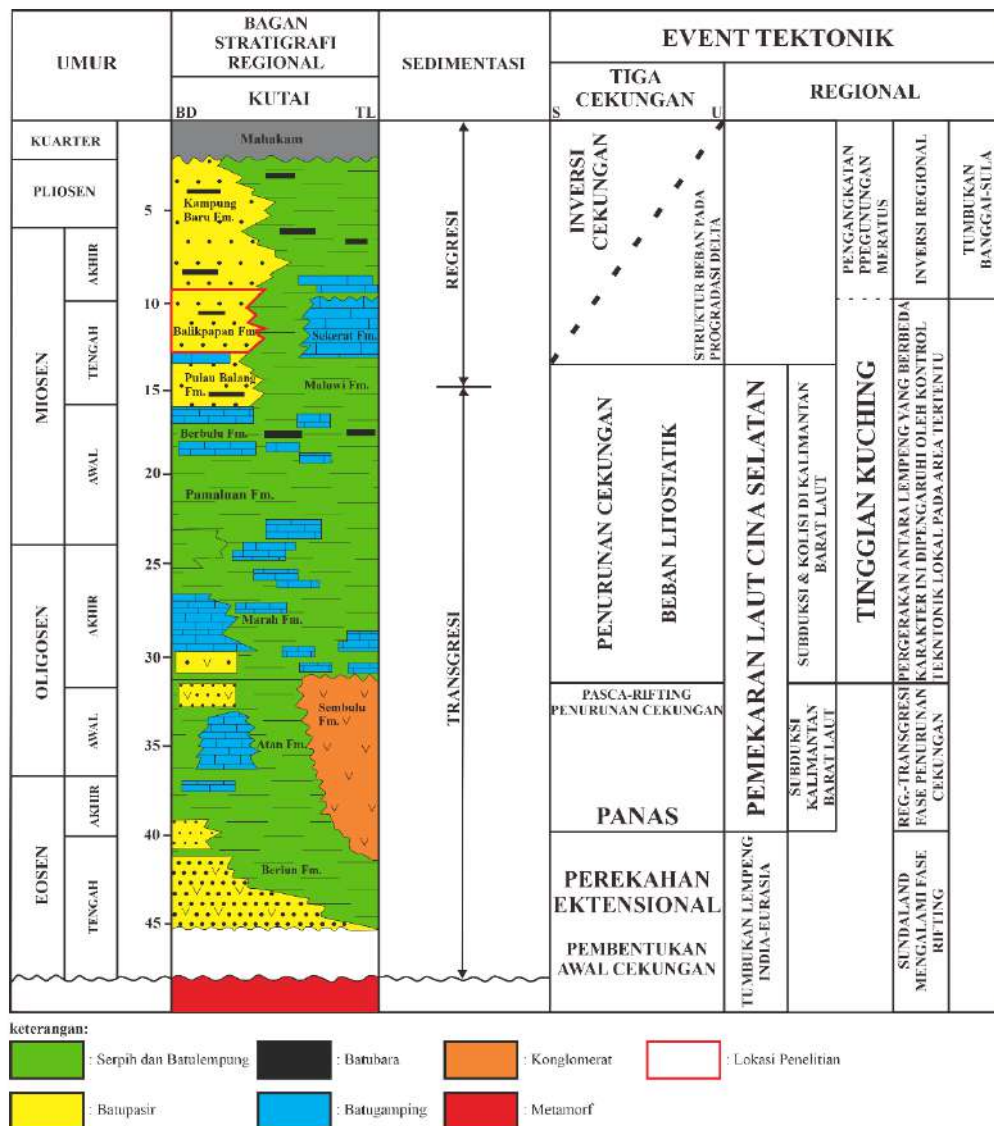 UMUR
BAGAN
STRATIGRAFI
REGIONAL
KUTAI
BD
TL
SEDIMENTASI
EVENT TEKTONIK
TIGA
CEKUNGAN
S
U
REGIONAL
KUARTER
PLIOSEN
MIOSEN
AKHIR
TENGAH
AWAL
OLIGOSEN
AKHIR
AWAL
EOSEN
AKHIR
TENGAH
5
10
15
20
25
30
35
40
45
Mahakam
Kampung
Baru Fm.
Balikpapan Fm.
Sekerat Fm.
Pulau Balang
Fm.
Maluwi Fm.
Berbulu Fm.
Pamaluan Fm.
Marah Fm.
Sembulu
Fm.
Atan Fm.
Beriun Fm.
REGRESI
TRANSGRESI
INVERSI
CEKUNGAN
STRUKTUR BEBAN PADA
PROGRADASI DELTA
PENURUNAN CEKUNGAN
BEBAN LITOSTATIK
PASCA-RIFTING
PENURUNAN CEKUNGAN
PANAS
PEREKAHAN
EKTENSIONAL
PEMBENTUKAN
AWAL CEKUNGAN
PEMEKARAN LAUT CINA SELATAN
TUMBUKAN LEMPENG
INDIA-EURASIA
SUBDUKSI & KOLISI DI KALIMANTAN
BARAT LAUT
SUBDUKSI
KALIMANTAN
BARAT LAUT
PENGANGKATAN
PPEGUNUNGAN
MERATUS
TINGGIAN KUCHING
INVERSI REGIONAL
PERGERAKAN ANTARA LEMPENG YANG BERBEDA
KARAKTER INI DIPENGARUHI OLEH KONTROL
TEKNTONIK LOKAL PADA AREA TERTENTU
REG.-TRANSGRESI
FASE PENURUNAN
CEKUNGAN
SUNDALAND
MENGALAMI FASE
RIFTING
TUMBUKAN
BANGGAI-SULA
keterangan:
: Serpih dan Batulempung
: Batubara
: Konglomerat
: Lokasi Penelitian
: Batupasir
: Batugamping
: Metamorf